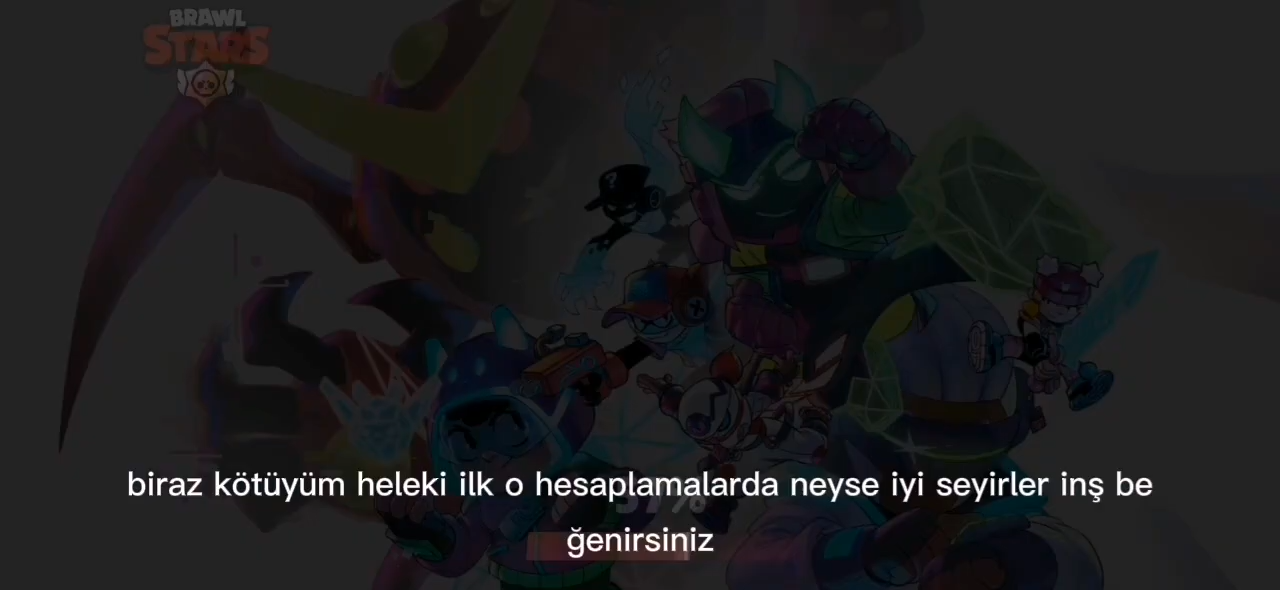 BRAWL
STARS
biraz kötüyüm heleki ilk o hesaplamalarda neyse iyi seyirler inş be
ğenirsiniz